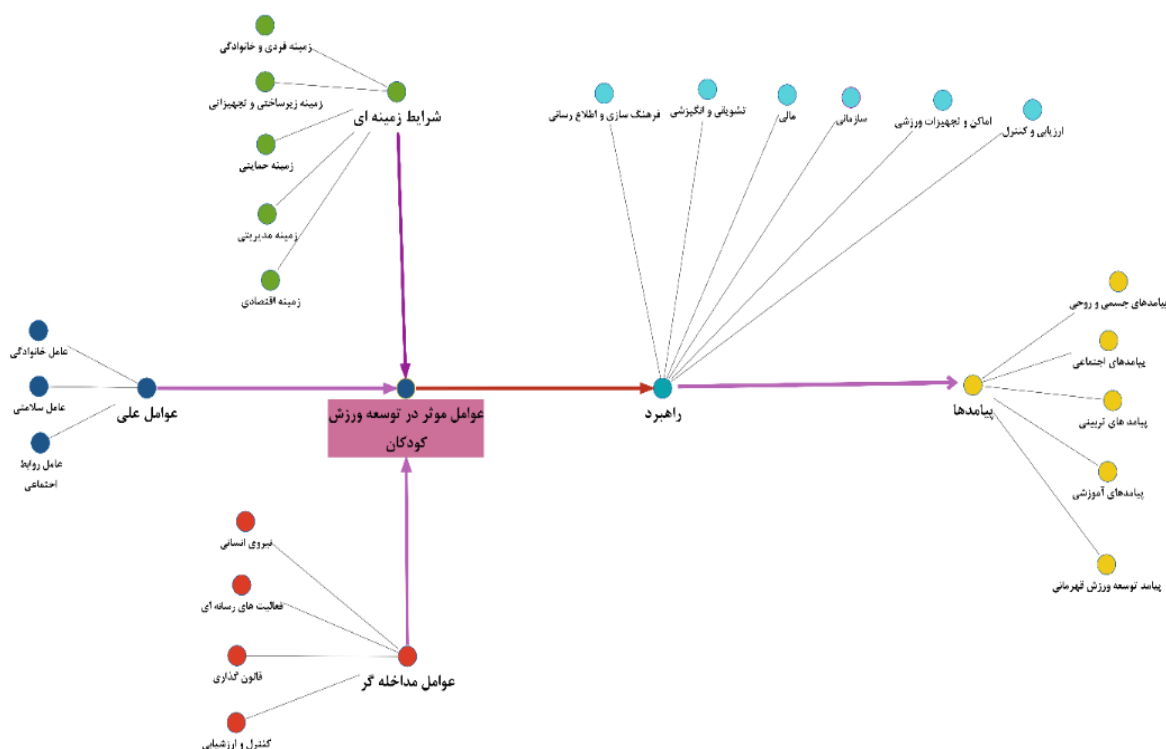 زمینه فردی و خانوادگی
زمینه زیرساختی و تجهیزاتی
شرایط زمینه ای
زمینه حمایتی
زمینه مدیریتی
زمینه اقتصادی
ارزیابی و کنترل
اماکن و تجهیزات ورزشی
سازمانی
مالی
تشویقی و انگیزشی
فرهنگ سازی و اطلاع رسانی
عامل خانوادگی
عامل سلامتی
عامل روابط
اجتماعی
عوامل علی
عوامل موثر در توسعه ورزش
کودکان
راهبرد
پیامدها
پیامدهای جسمی و روحی
پیامدهای اجتماعی
پیامد های تربیتی
پیامدهای آموزشی
پیامد توسعه ورزش قهرمانی
نیروی انسانی
فعالیت های رسانه ای
قانون گذاری
کنترل و ارزشیابی
عوامل مداخله گر